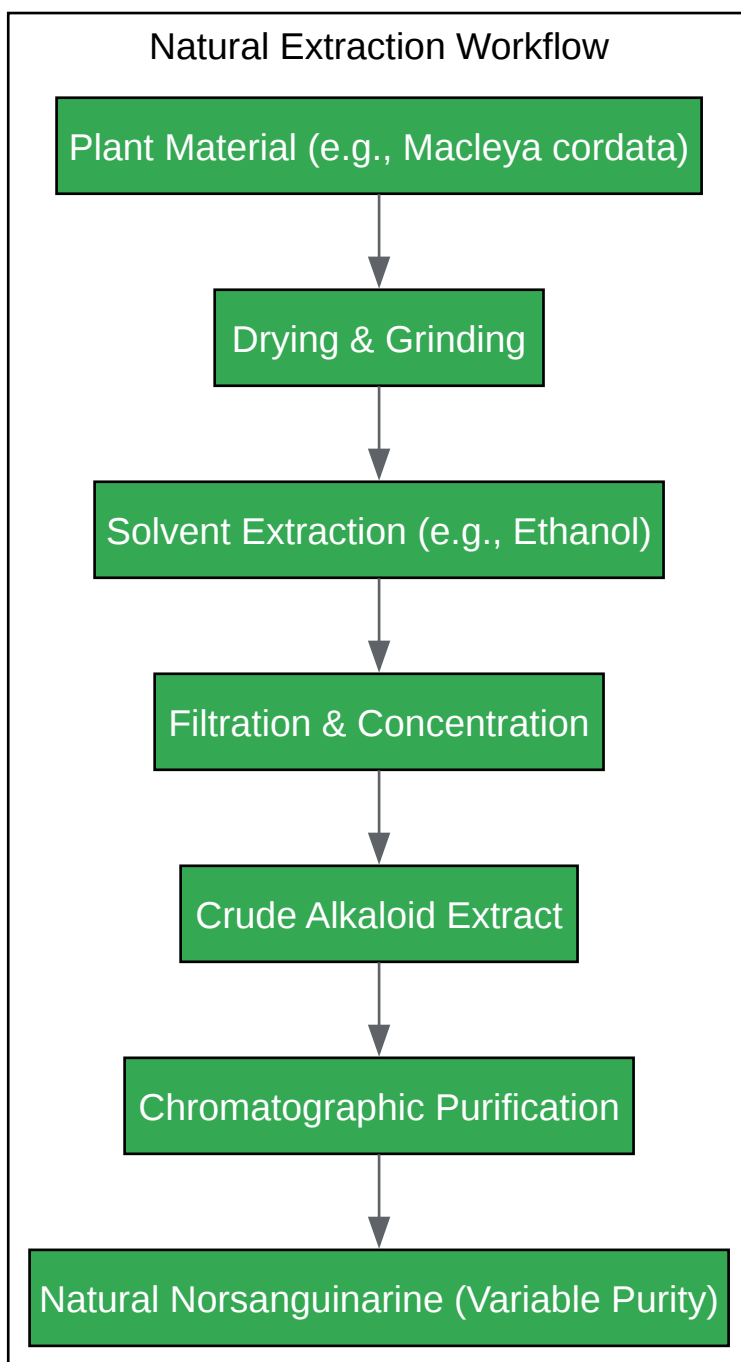 Natural Extraction Workflow
Plant Material (e.g., Macleya cordata)
Drying & Grinding
Solvent Extraction (e.g., Ethanol)
Filtration & Concentration
Crude Alkaloid Extract
Chromatographic Purification
Natural Norsanguinarine (Variable Purity)